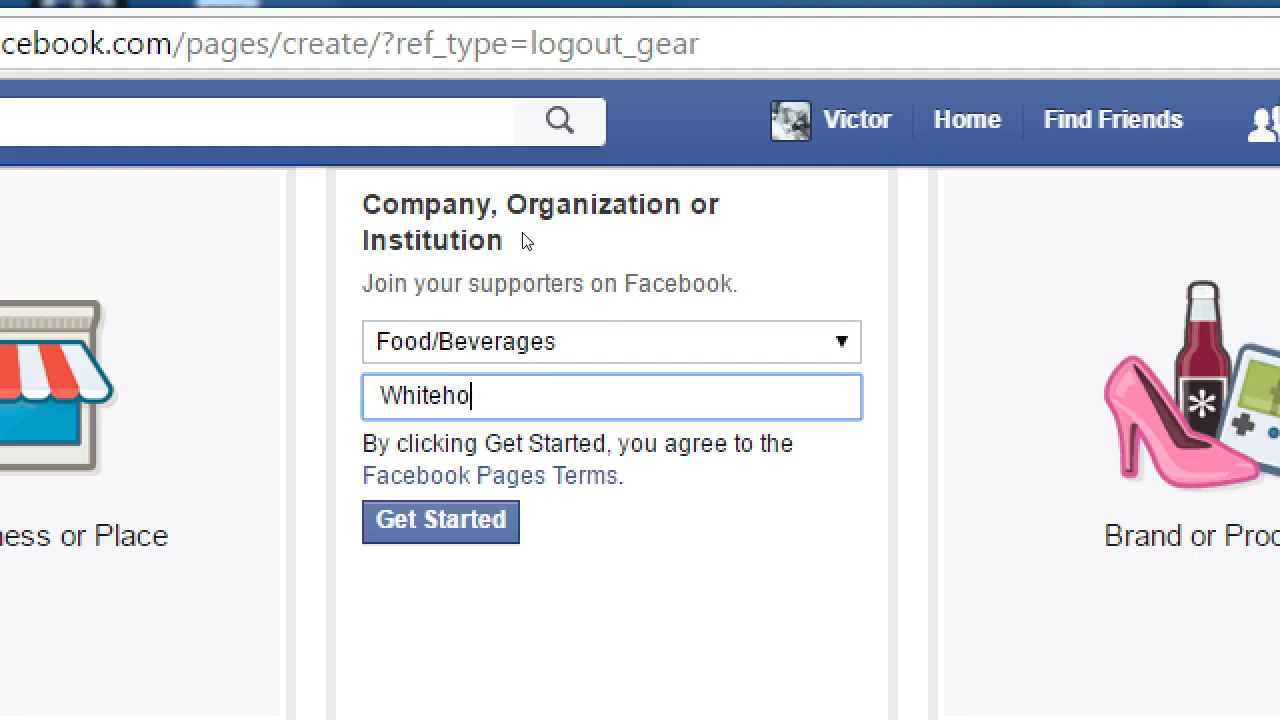 cebook.com/pages/create/?ref_type=logout_gear
Victor Home Find Friends
Company, Organization or
Institution
Join your supporters on Facebook.
Food/Beverages
Whiteho
By clicking Get Started, you agree to the
Facebook Pages Terms.
Get Started
ness or Place
Brand or Proc